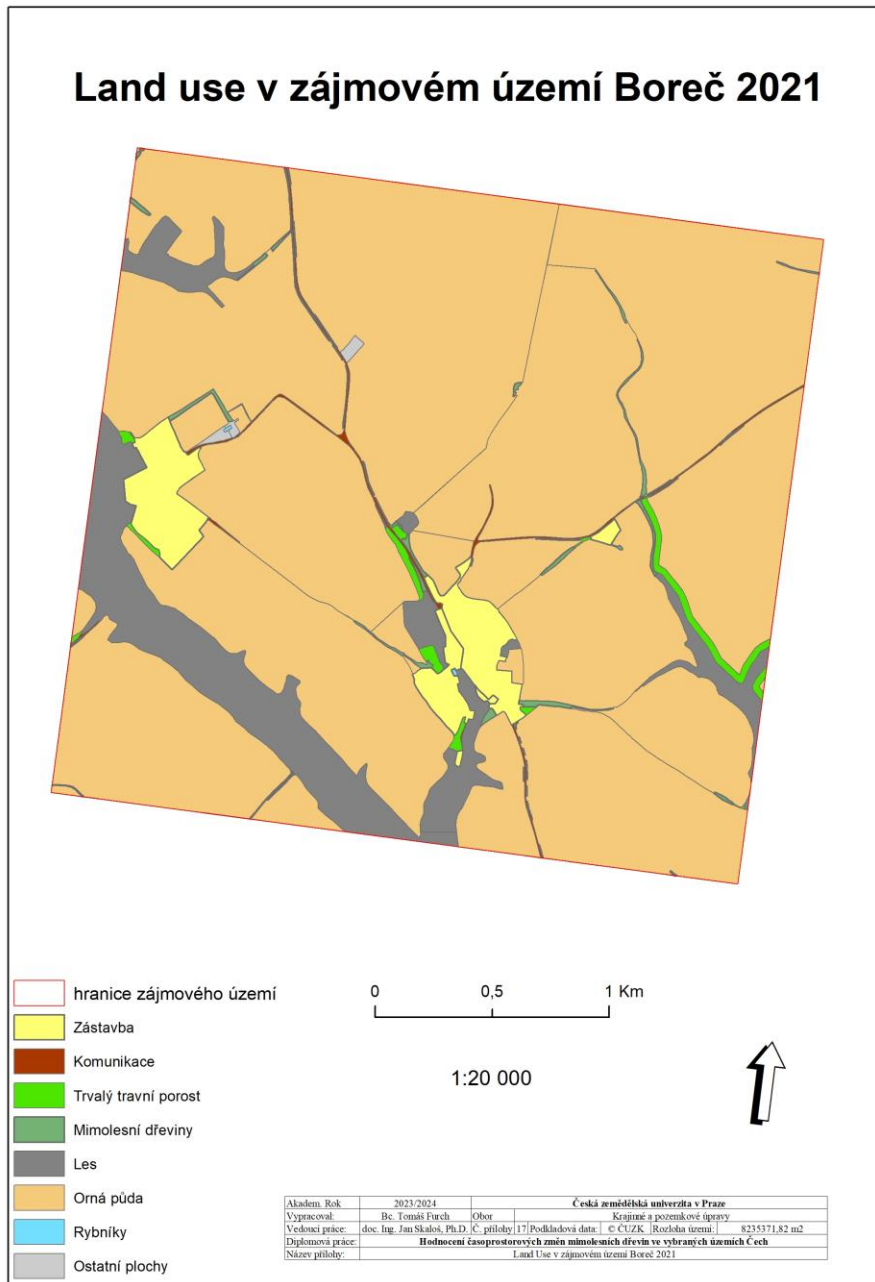 Land use v zájmovém území Boreč 2021
hranice zájmového území
Zástavba
Komunikace
Trvalý travní porost
Mimolesní dřeviny
Les
Orná půda
Rybníky
Ostatní plochy
0 0,5 1 Km
1:20 000
Akadem. Rok 2023/2024 Česká zemědělská univerzita v Praze
Vypracoval: Bc. Tomáš Furch Obor Krajinné a pozemkové úpravy
Vedoucí práce: doc. Ing. Jan Skaloš, Ph.D. Č. přílohy 17 Podkladová data: © ČUZK Rozloha území: 8235371,82 m2
Diplomová práce: Hodnocení časoprostorových změn mimolesních dřevin ve vybraných územích Čech
Název přílohy: Land Use v zájmovém území Boreč 2021